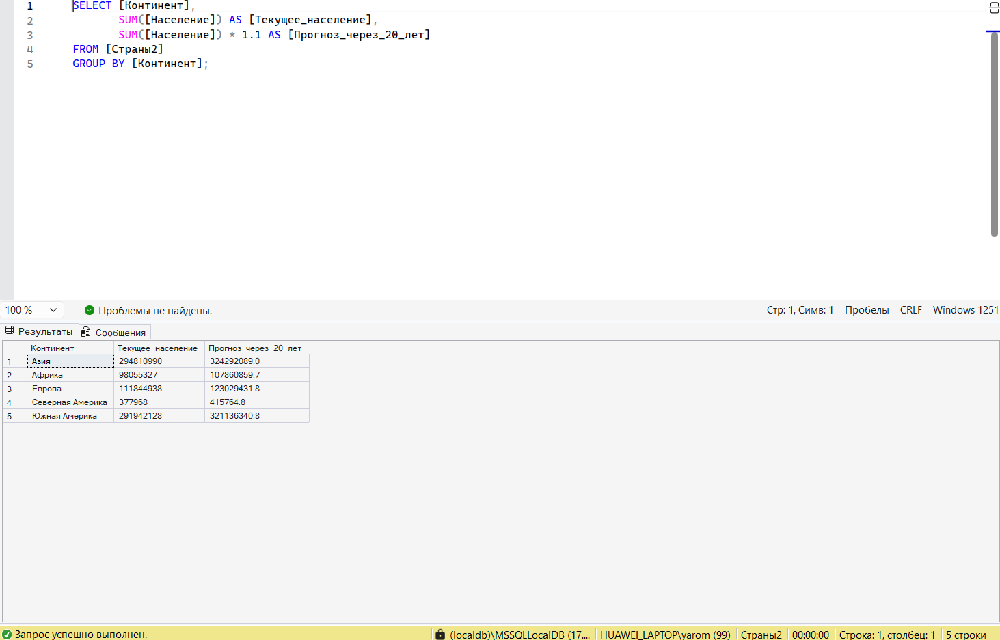 1 SELECT [Континент],
2 SUM([Население]) AS [Текущее_население],
3 SUM([Население]) * 1.1 AS [Прогноз_через_20_лет]
4 FROM [Страны2]
5 GROUP BY [Континент];
100 % Проблемы не найдены. Стр: 1, Симв: 1 Пробелы CRLF Windows 1251
Результаты Сообщения
Континент Текущее_население Прогноз_через_20_лет
1 Азия 294810990 324292089.0
2 Африка 98055327 107860859.7
3 Европа 111844938 123029431.8
4 Северная Америка 377968 415764.8
5 Южная Америка 291942128 321136340.8
Запрос успешно выполнен. (localdb)\MSSQLLocalDB (17.... HUAWEI_LAPTOP\yarom (99) Страны2 00:00:00 Строка: 1, столбец: 1 5 строки